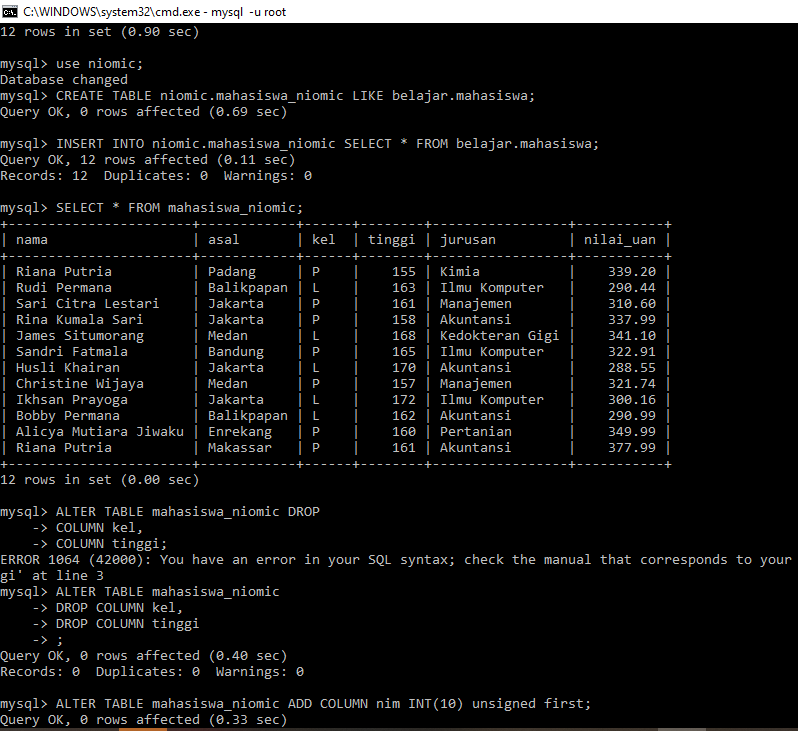 C:\WINDOWS\system32\cmd.exe - mysql  -u root
12 rows in set (0.90 sec)
mysql> use niomic;
Database changed
mysql> CREATE TABLE niomic.mahasiswa_niomic LIKE belajar.mahasiswa;
Query OK, 0 rows affected (0.69 sec)
mysql> INSERT INTO niomic.mahasiswa_niomic SELECT * FROM belajar.mahasiswa;
Query OK, 12 rows affected (0.11 sec)
Records: 12  Duplicates: 0  Warnings: 0
mysql> SELECT * FROM mahasiswa_niomic;
+-----------------------+------------+------+--------+-----------------+-----------+
| nama                  | asal       | kel  | tinggi | jurusan         | nilai_uan |
+-----------------------+------------+------+--------+-----------------+-----------+
| Riana Putria          | Padang     | P    |    155 | Kimia           |    339.20 |
| Rudi Permana          | Balikpapan | L    |    163 | Ilmu Komputer   |    290.44 |
| Sari Citra Lestari    | Jakarta    | P    |    161 | Manajemen       |    310.60 |
| Rina Kumala Sari      | Jakarta    | P    |    158 | Akuntansi       |    337.99 |
| James Situmorang      | Medan      | L    |    168 | Kedokteran Gigi |    341.10 |
| Sandri Fatmala        | Bandung    | P    |    165 | Ilmu Komputer   |    322.91 |
| Husli Khairan         | Jakarta    | L    |    170 | Akuntansi       |    288.55 |
| Christine Wijaya      | Medan      | P    |    157 | Manajemen       |    321.74 |
| Ikhsan Prayoga        | Jakarta    | L    |    172 | Ilmu Komputer   |    300.16 |
| Bobby Permana         | Balikpapan | L    |    162 | Akuntansi       |    290.99 |
| Alicya Mutiara Jiwaku | Enrekang   | P    |    160 | Pertanian       |    349.99 |
| Riana Putria          | Makassar   | P    |    161 | Akuntansi       |    377.99 |
+-----------------------+------------+------+--------+-----------------+-----------+
12 rows in set (0.00 sec)
mysql> ALTER TABLE mahasiswa_niomic DROP
    -> COLUMN kel,
    -> COLUMN tinggi;
ERROR 1064 (42000): You have an error in your SQL syntax; check the manual that corresponds to your
gi' at line 3
mysql> ALTER TABLE mahasiswa_niomic
    -> DROP COLUMN kel,
    -> DROP COLUMN tinggi
    -> ;
Query OK, 0 rows affected (0.40 sec)
Records: 0  Duplicates: 0  Warnings: 0
mysql> ALTER TABLE mahasiswa_niomic ADD COLUMN nim INT(10) unsigned first;
Query OK, 0 rows affected (0.33 sec)